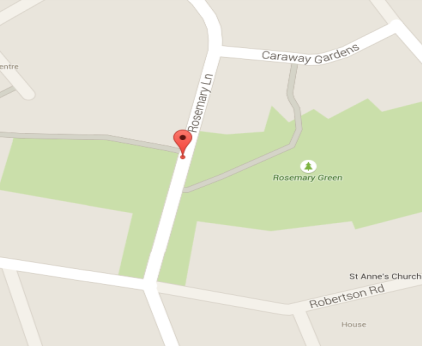 Caraway Gardens
entre
Rosemary Ln
Rosemary Green
St Anne's Church
Robertson Rd
House